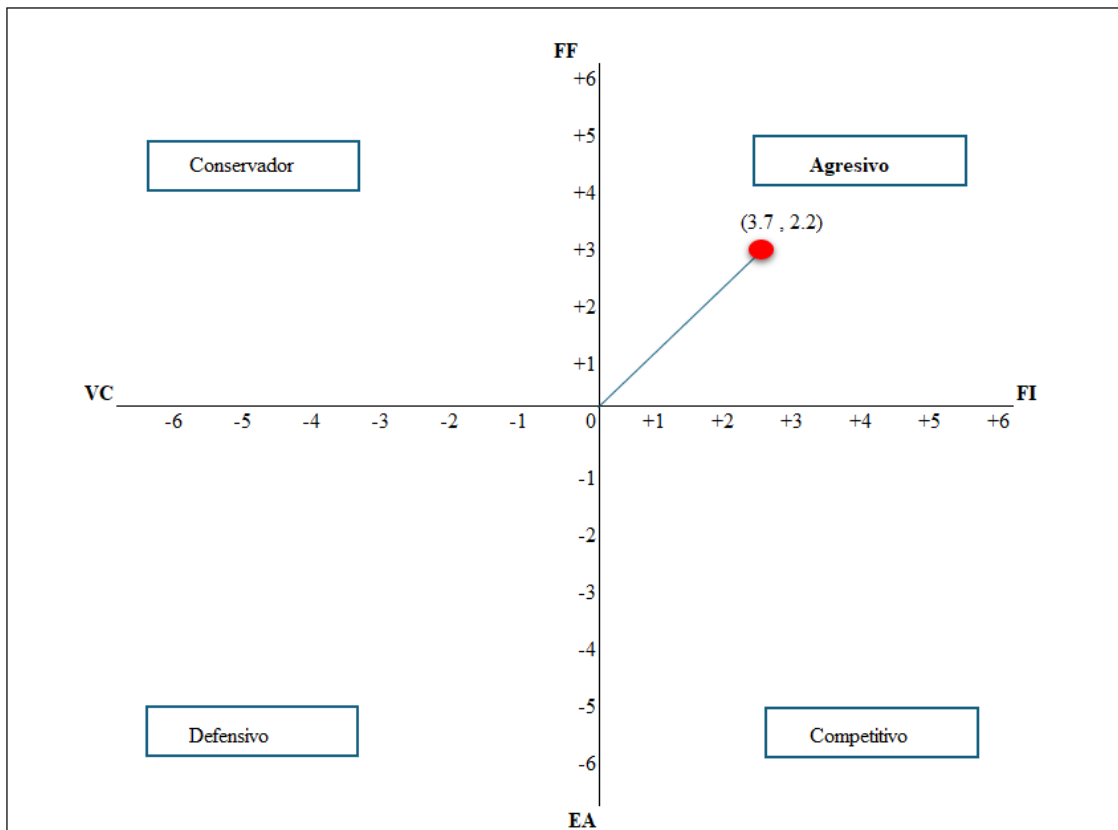 FF
+6
+5
Conservador
Agresivo
+4
(3.7 , 2.2)
+3
+2
+1
VC
FI
-6 -5 -4 -3 -2 -1 0 +1 +2 +3 +4 +5 +6
-1
-2
-3
-4
-5
Defensivo
Competitivo
-6
EA